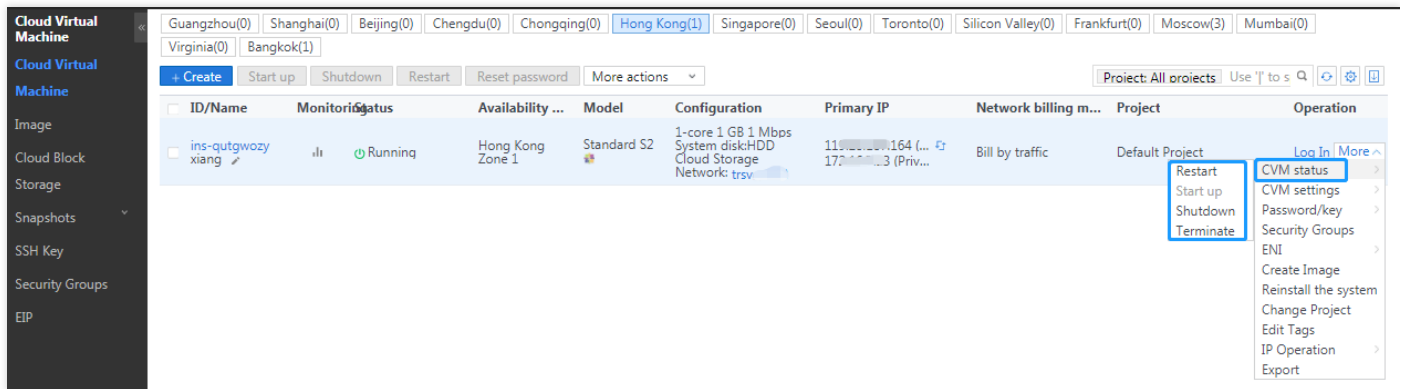 Cloud Virtual
Machine
«
Cloud Virtual
Machine
Image
Cloud Block
Storage
Snapshots
SSH Key
Security Groups
EIP
Guangzhou(0) Shanghai(0) Beijing(0) Chengdu(0) Chongqing(0) Hong Kong(1) Singapore(0) Seoul(0) Toronto(0) Silicon Valley(0) Frankfurt(0) Moscow(3) Mumbai(0)
Virginia(0) Bangkok(1)
+ Create Start up Shutdown Restart Reset password More actions Project: All projects Use '|' to s
ID/Name Monitoring Status Availability ... Model Configuration Primary IP Network billing m... Project Operation
ins-qutgwozy
xiang
Running
Hong Kong
Zone 1
Standard S2
1-core 1 GB 1 Mbps
System disk:HDD
Cloud Storage
Network: trsv
.164 (...
3 (Priv...
Bill by traffic
Default Project
Log In More
Restart
Start up
Shutdown
Terminate
CVM status
CVM settings
Password/key
Security Groups
ENI
Create Image
Reinstall the system
Change Project
Edit Tags
IP Operation
Export